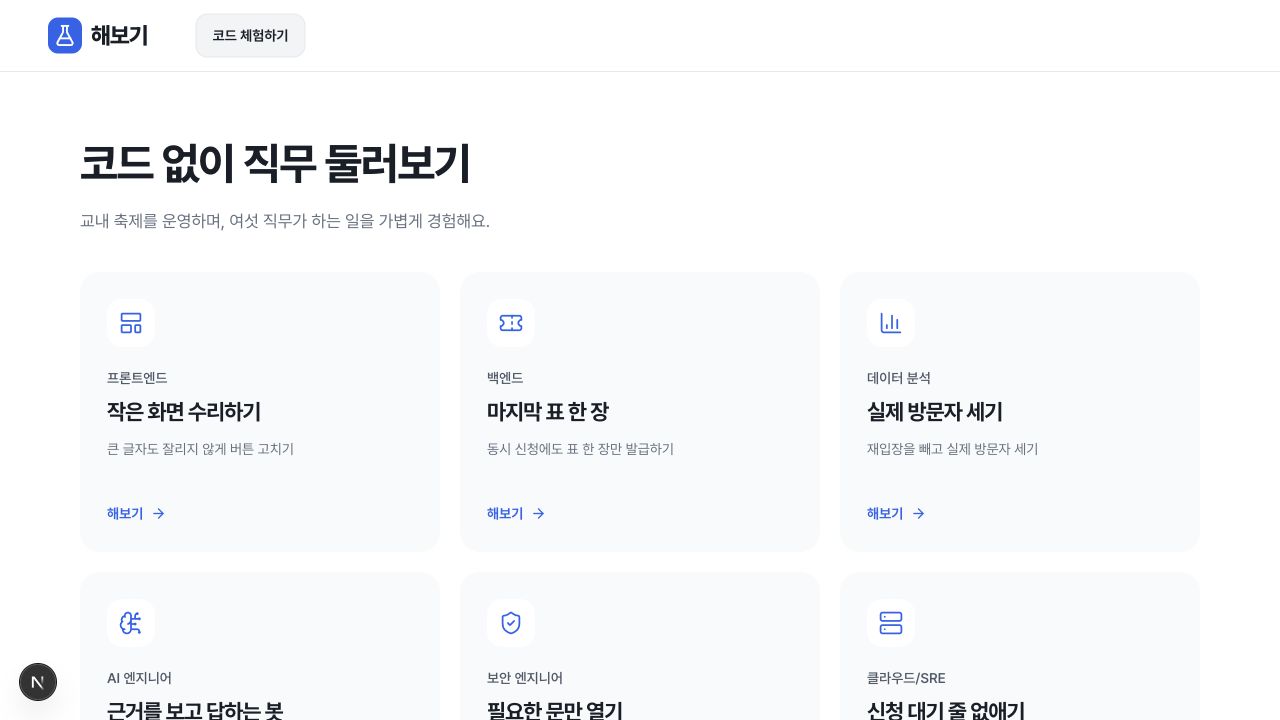 해보기
코드 체험하기
코드 없이 직무 둘러보기
교내 축제를 운영하며, 여섯 직무가 하는 일을 가볍게 경험해요.
프론트엔드
작은 화면 수리하기
큰 글자도 잘리지 않게 버튼 고치기
해보기
백엔드
마지막 표 한 장
동시 신청에도 표 한 장만 발급하기
해보기
데이터 분석
실제 방문자 세기
재입장을 빼고 실제 방문자 세기
해보기
AI 엔지니어
근거를 보고 답하는 봇
보안 엔지니어
필요한 문만 열기
클라우드/SRE
신청 대기 줄 없애기
N